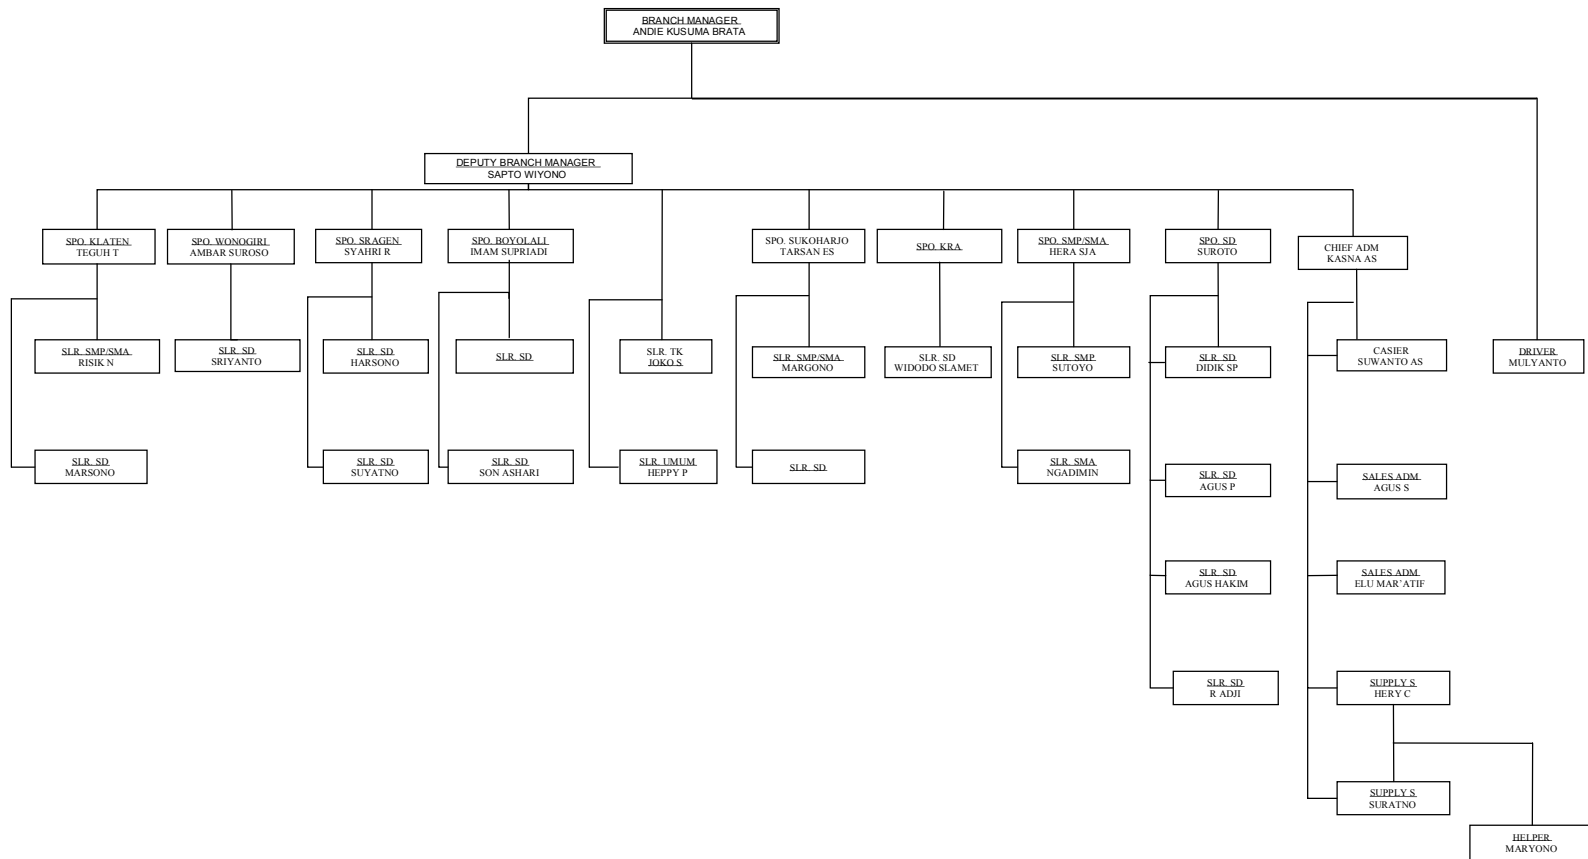 BRANCH MANAGER
ANDIE KUSUMA BRATA
DEPUTY BRANCH MANAGER
SAPTO WIYONO
SPO. KLATEN
TEGUH T
SPO. WONOGIRI
AMBAR SUROSO
SPO. SRAGEN
SYAHRI R
SPO. BOYOLALI
IMAM SUPRIADI
SPO. SUKOHARJO
TARSAN ES
SPO. KRA
SPO. SMP/SMA
HERA SJA
SPO. SD
SUROTO
CHIEF ADM
KASNA AS
SLR. SMP/SMA
RISIK N
SLR. SD
SRIYANTO
SLR. SD
HARSONO
SLR. SD
SLR. TK
JOKO S
SLR. SMP/SMA
MARGONO
SLR. SD
WIDODO SLAMET
SLR. SMP
SUTOYO
SLR. SD
DIDIK SP
CASIER
SUWANTO AS
DRIVER
MULYANTO
SLR. SD
MARSONO
SLR. SD
SUYATNO
SLR. SD
SON ASHARI
SLR. UMUM
HEPPY P
SLR. SD
SLR. SMA
NGADIMIN
SLR. SD
AGUS P
SALES ADM
AGUS S
SLR. SD
AGUS HAKIM
SALES ADM
ELU MAR’ATIF
SLR. SD
R ADJI
SUPPLY S
HERY C
SUPPLY S
SURATNO
HELPER
MARYONO